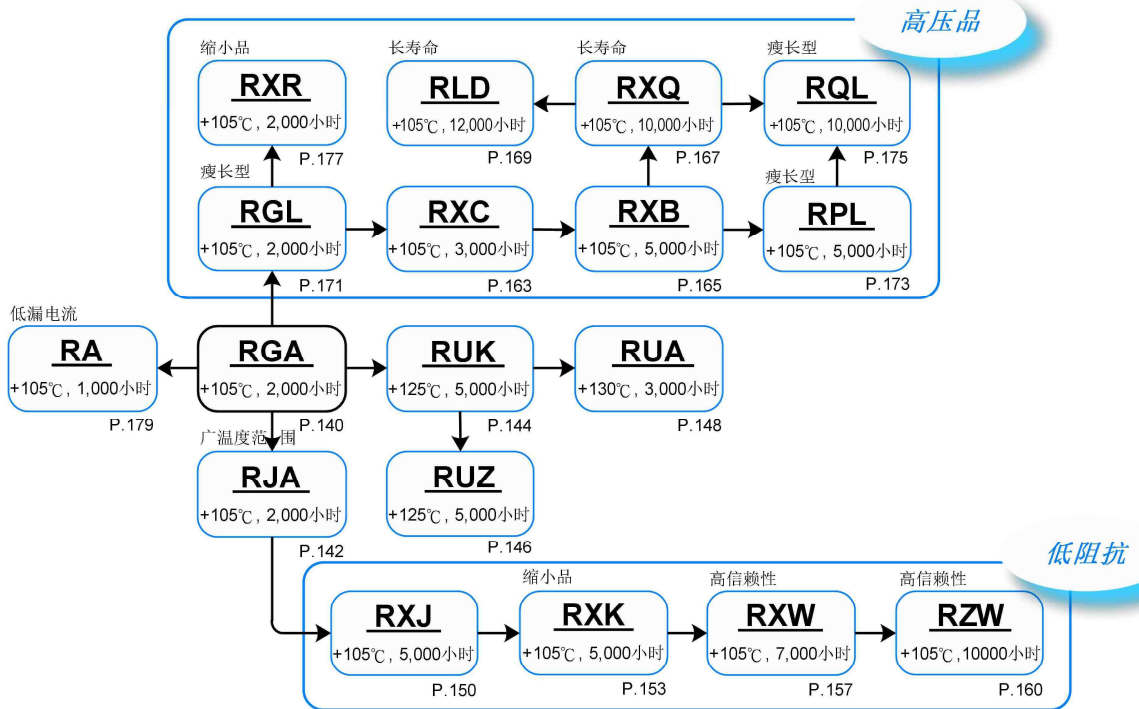 高压品
缩小品
RXR
+105℃, 2,000小时
P.177
长寿命
RLD
+105℃, 12,000小时
P.169
长寿命
RXQ
+105℃, 10,000小时
P.167
瘦长型
RQL
+105℃, 10,000小时
P.175
瘦长型
RGL
+105℃, 2,000小时
P.171
RXC
+105℃, 3,000小时
P.163
RXB
+105℃, 5,000小时
P.165
瘦长型
RPL
+105℃, 5,000小时
P.173
低漏电流
RA
+105℃, 1,000小时
P.179
RGA
+105℃, 2,000小时
P.140
RUK
+125℃, 5,000小时
P.144
RUA
+130℃, 3,000小时
P.148
广温度范围
RJA
+105℃, 2,000小时
P.142
RUZ
+125℃, 5,000小时
P.146
低阻抗
RXJ
+105℃, 5,000小时
P.150
缩小品
RXK
+105℃, 5,000小时
P.153
高信赖性
RXW
+105℃, 7,000小时
P.157
高信赖性
RZW
+105℃, 10000小时
P.160